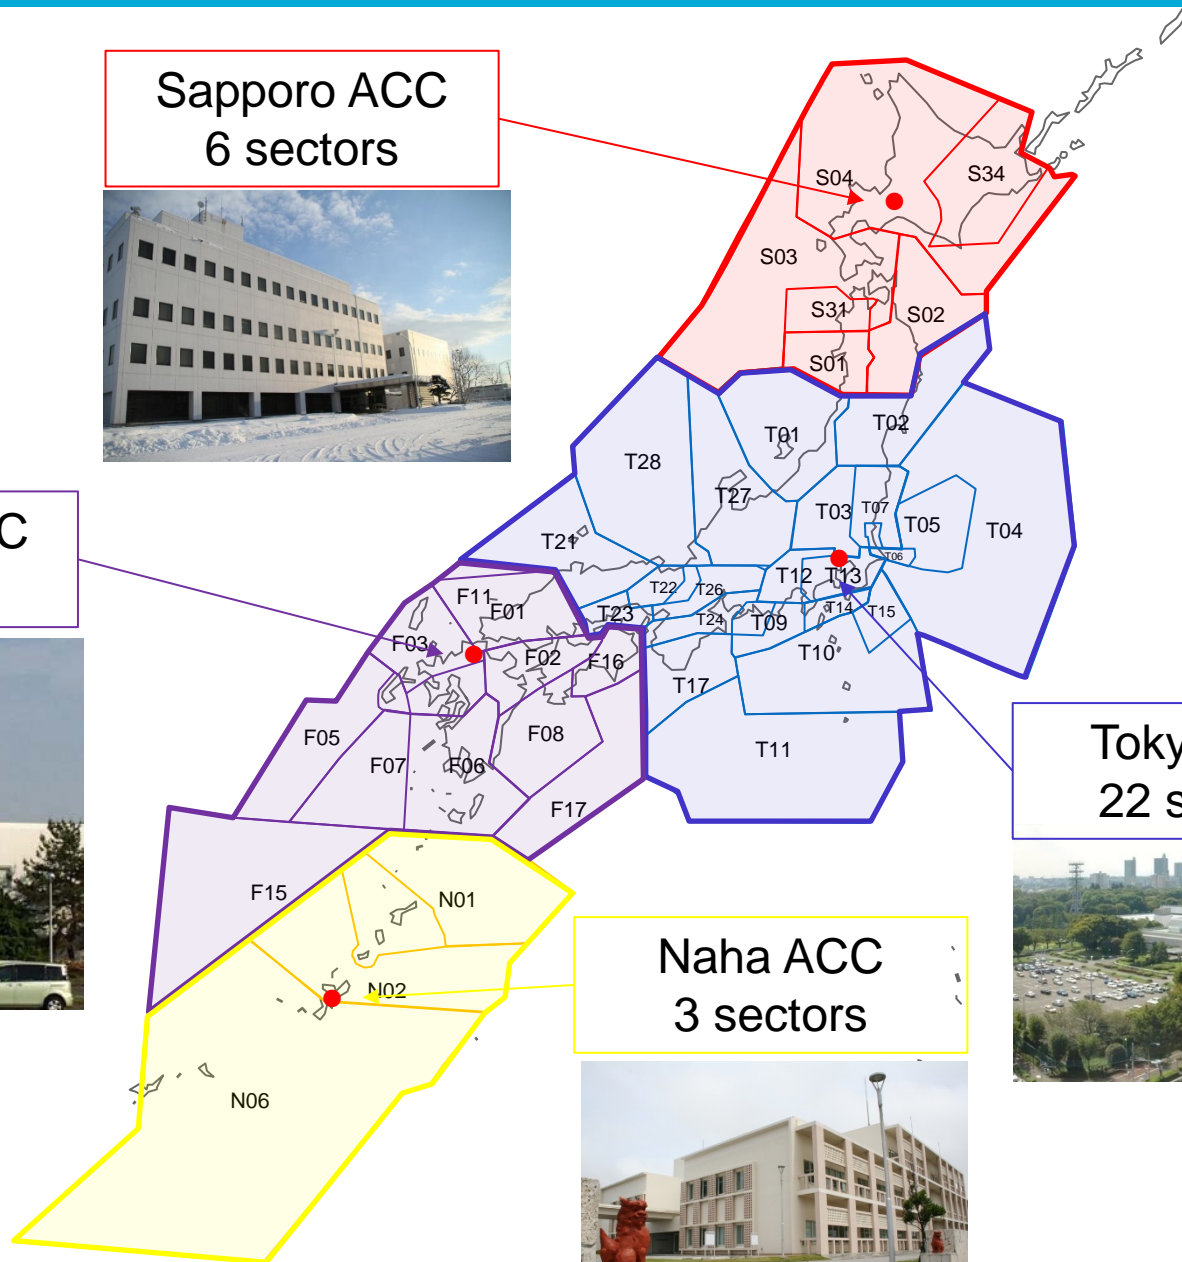 Sapporo ACC
6 sectors
S04
S34
S03
S31
S02
S01
T01
T02
T28
T27
T03
T07
T05
T04
T21
T06
T12
T13
T22
T26
T23
T24
T09
T14
T15
T10
T17
T11
C
F11
F01
F03
F02
F16
F05
F08
F07
F06
F17
F15
Toky
22 s
N01
N02
N06
Naha ACC
3 sectors